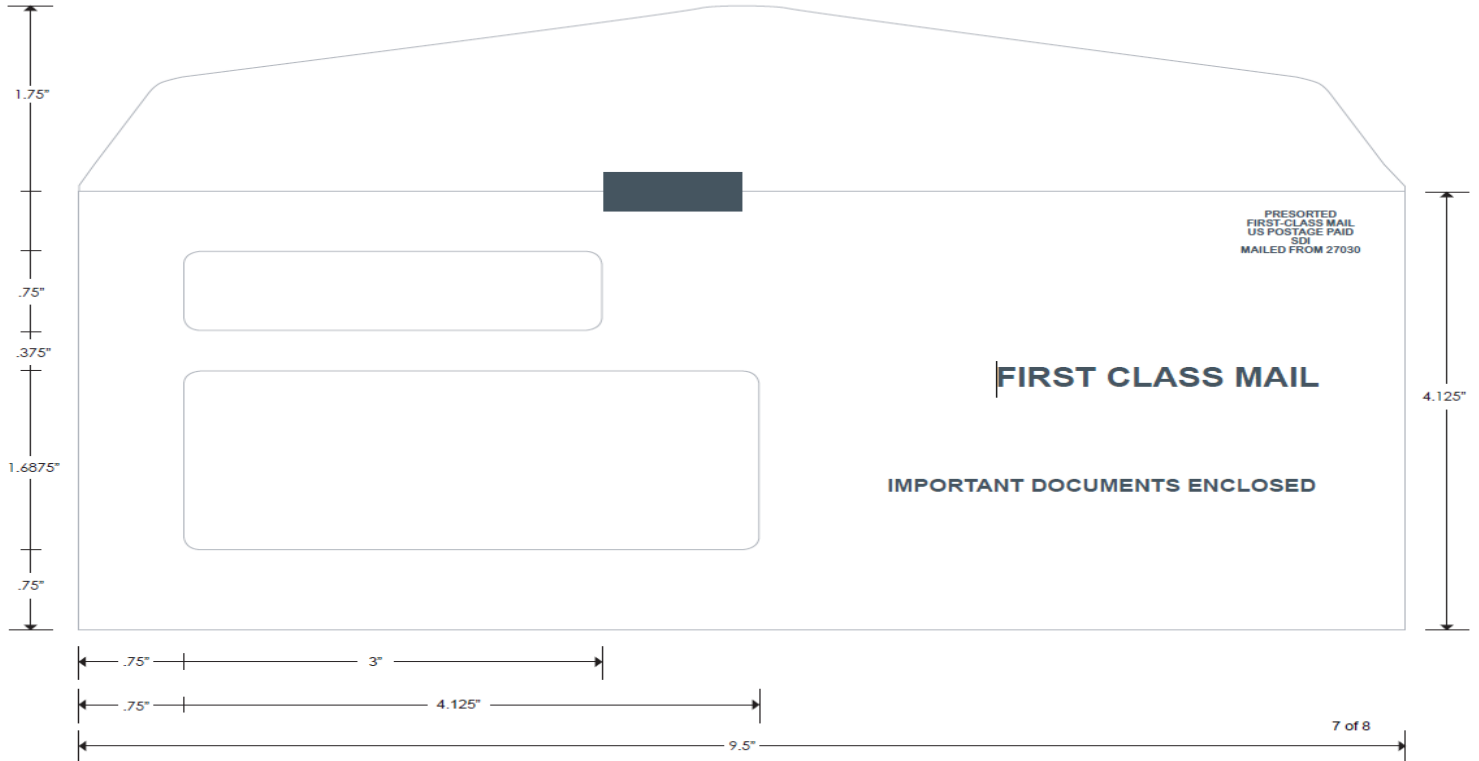 1.75”
PRESORTED
FIRST-CLASS MAIL
US POSTAGE PAID
SDI
MAILED FROM 27030
.75”
.375”
FIRST CLASS MAIL
4.125”
1.6875”
IMPORTANT DOCUMENTS ENCLOSED
.75”
.75” 3”
.75” 4.125”
7 of 8
9.5”